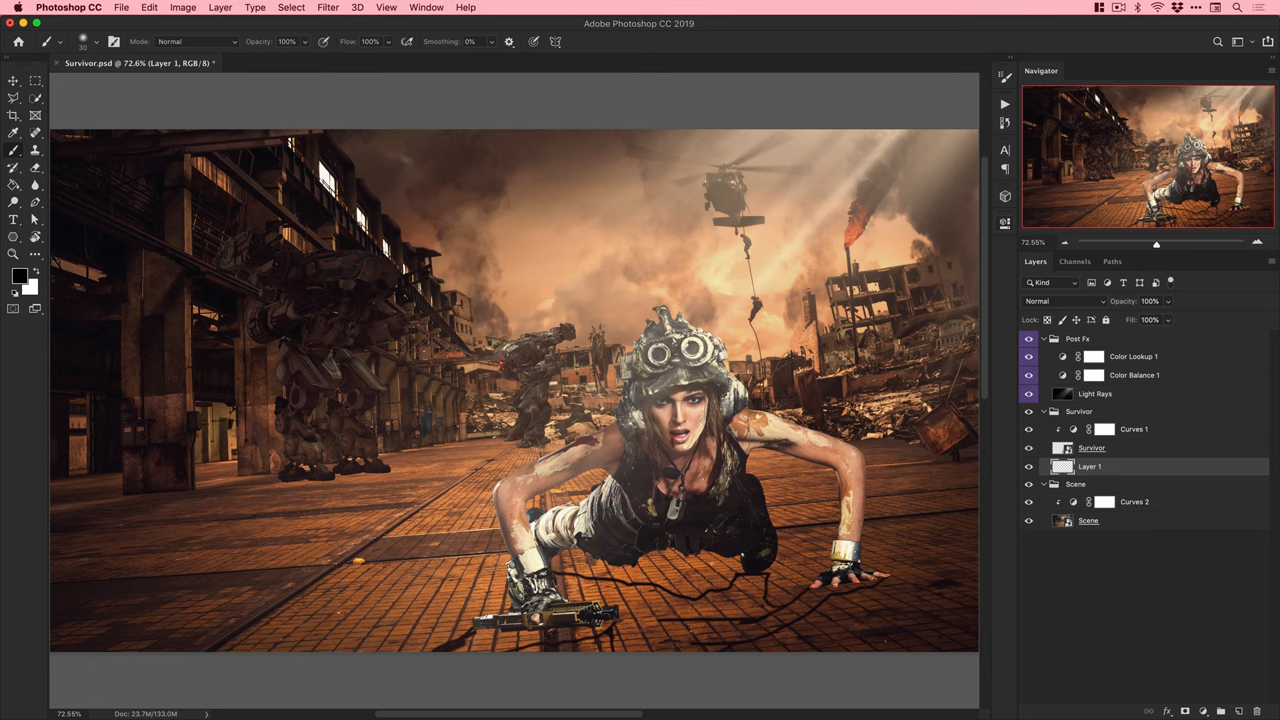 Photoshop CC File Edit Image Layer Type Select Filter 3D View Window Help
Adobe Photoshop CC 2019
30 Mode: Normal Opacity: 100% Flow: 100% Smoothing: 0%
Survivor.psd @ 72.6% (Layer 1, RGB/8) *
Navigator
72.55%
Layers Channels Paths
Kind
Normal Opacity: 100%
Lock: Fill: 100%
Post Fx
Color Lookup 1
Color Balance 1
Light Rays
Survivor
Curves 1
Survivor
Layer 1
Scene
Curves 2
Scene
72.55% Doc: 23.7M/133.0M